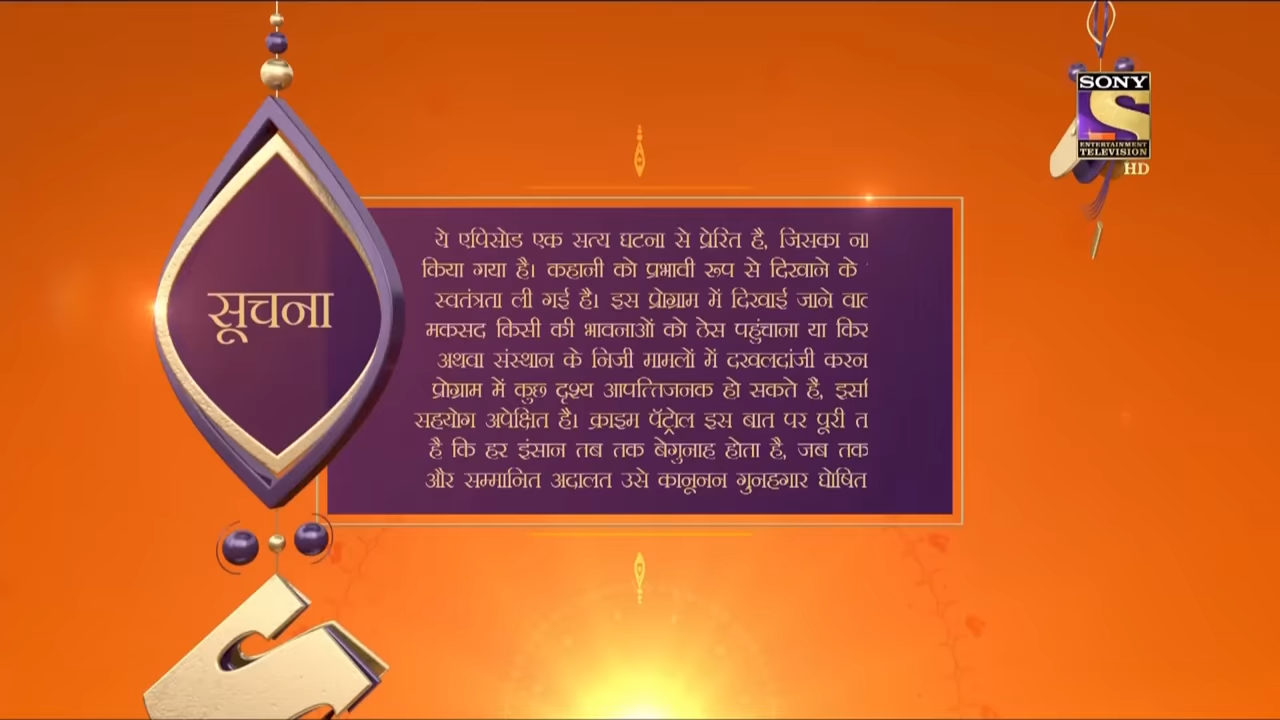 सूचना
ये एपिसोड एक सत्य घटना से प्रेरित है, जिसका
किया गया है। कहानी को प्रभावी रूप से दिखाने के
स्वतंत्रता ली गई है। इस प्रोग्राम में दिखाई जाने
मकसद किसी की भावनाओं को ठेस पहुंचाना या
अथवा संस्थान के निजी मामलों में दखलदांजी
प्रोग्राम में कुछ दृश्य आपत्तिजनक हो सकते है,
सहयोग अपेक्षित है। क्राइम पॅट्रोल इस बात पर पूरी
है कि हर इंसान तब तक बेगुनाह होता है, जब तक
और सम्मानित अदालत उसे कानूनन गुनहगार घोषित
SONY
ENTERTAINMENT
TELEVISION
HD